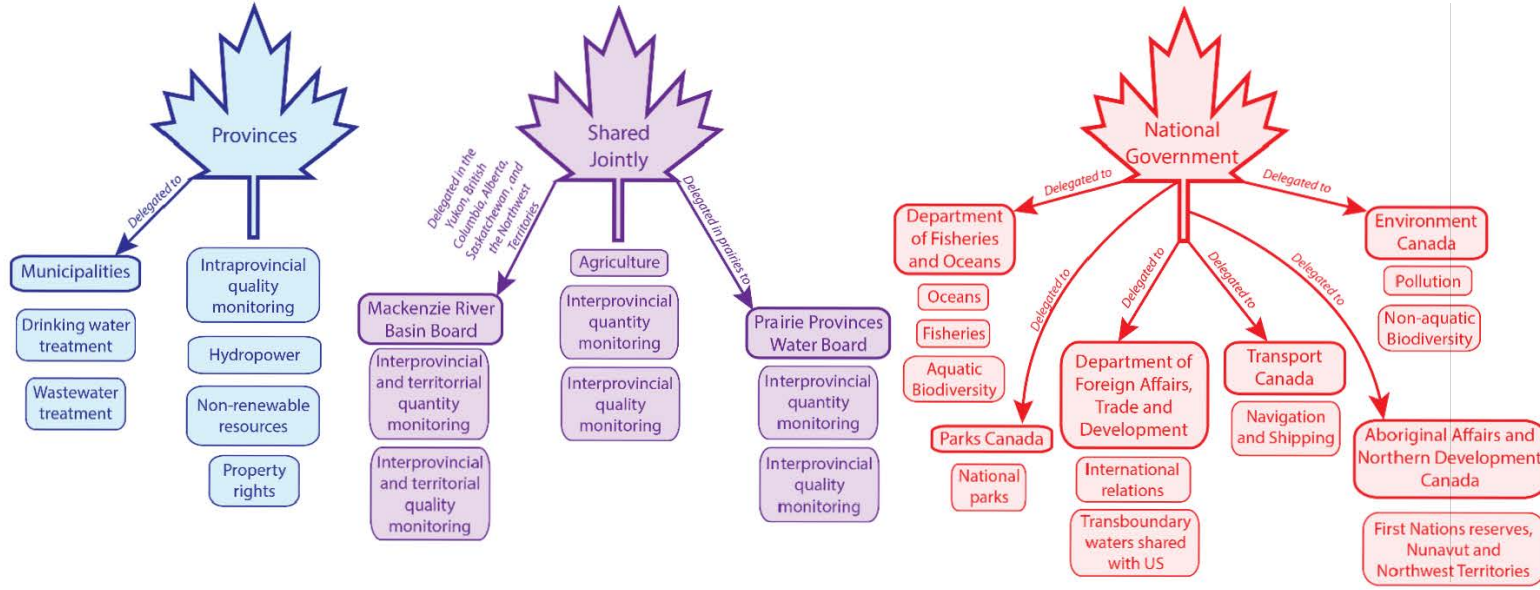 Provinces
Delegated to
Municipalities
Drinking water
treatment
Wastewater
treatment
Intraprovincial
quality
monitoring
Hydropower
Non-renewable
resources
Property
rights
Shared
Jointly
Delegated in the
Yukon, British
Columbia, Alberta,
Saskatchewan, and
the Northwest
Territories
Mackenzie River
Basin Board
Interprovincial
and territorrial
quantity
monitoring
Interprovincial
and territorial
quality
monitoring
Agriculture
Interprovincial
quantity
monitoring
Interprovincial
quality
monitoring
Delegated in prairies to
Prairie Provinces
Water Board
Interprovincial
quantity
monitoring
Interprovincial
quality
monitoring
National
Government
Delegated to
Department
of Fisheries
and Oceans
Oceans
Fisheries
Aquatic
Biodiversity
Delegated to
Parks Canada
National
parks
Delegated to
Department of
Foreign Affairs,
Trade and
Development
International
relations
Transboundary
waters shared
with US
Delegated to
Transport
Canada
Navigation
and Shipping
Delegated to
Aboriginal Affairs and
Northern Development
Canada
First Nations reserves,
Nunavut and
Northwest Territories
Delegated to
Environment
Canada
Pollution
Non-aquatic
Biodiversity